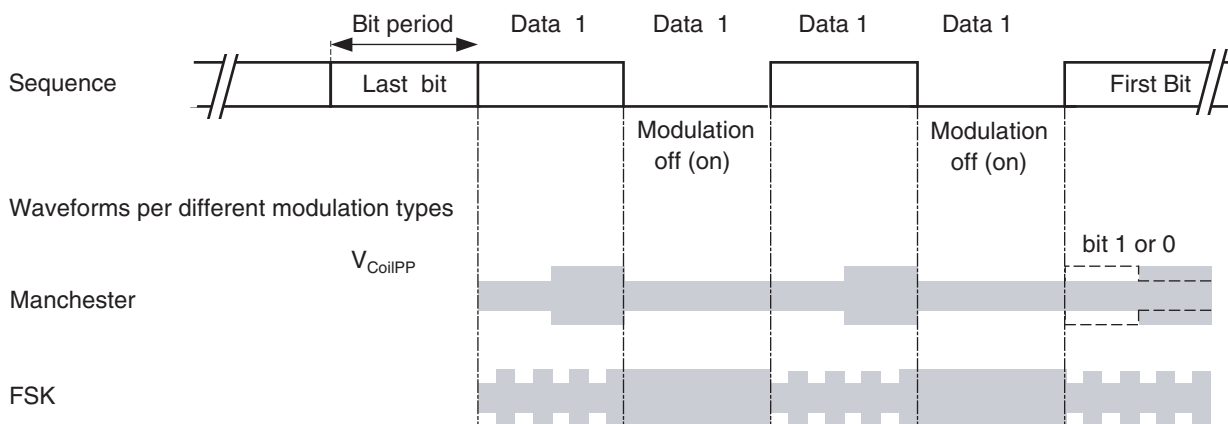 Bit period
Data 1
Data 1
Data 1
Data 1
Sequence
Last bit
First Bit
Modulation
off (on)
Modulation
off (on)
Waveforms per different modulation types
bit 1 or 0
VCoilPP
Manchester
FSK